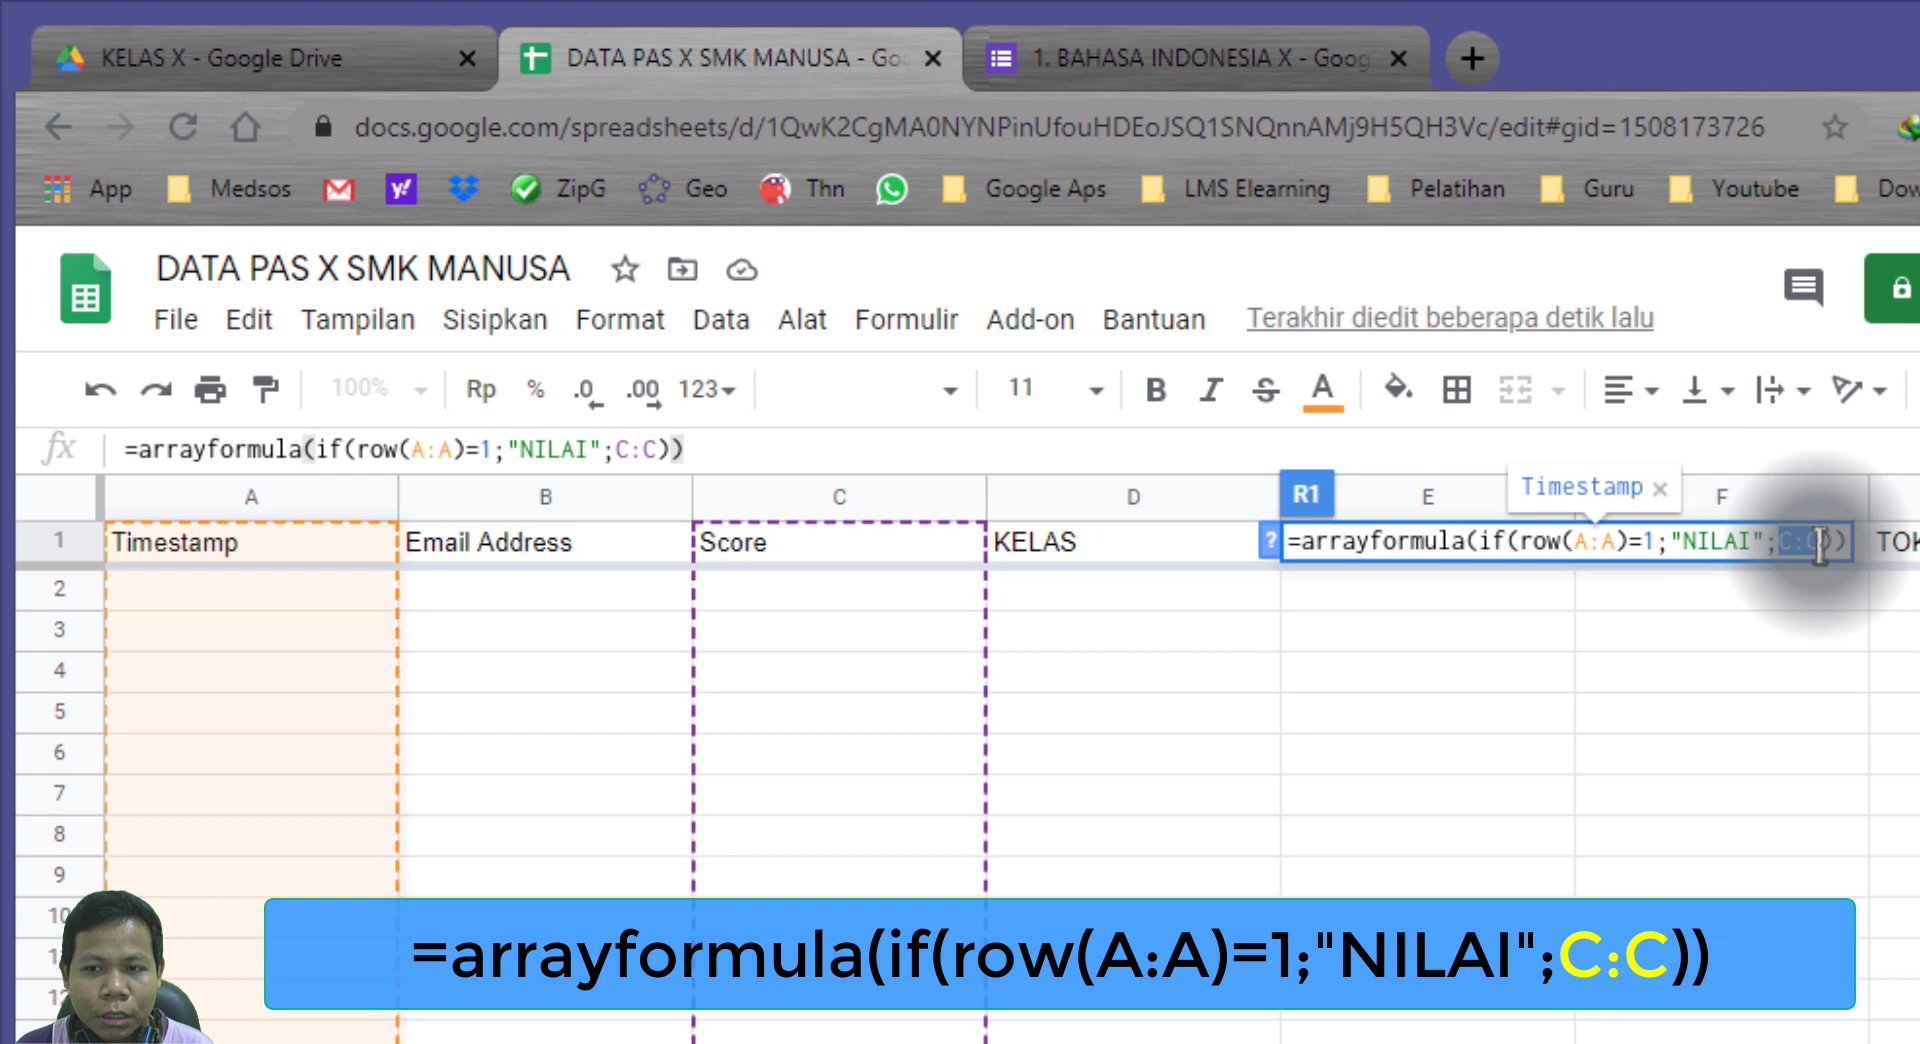 KELAS X - Google Drive
DATA PAS X SMK MANUSA - Goo
1. BAHASA INDONESIA X - Goog
docs.google.com/spreadsheets/d/1QwK2CgMA0NYNPinUfouHDEoJSQ1SNQnnAMj9H5QH3Vc/edit#gid=1508173726
App Medsos y! ZipG Geo Thn Google Aps LMS Elearning Pelatihan Guru Youtube Dow
DATA PAS X SMK MANUSA
File Edit Tampilan Sisipkan Format Data Alat Formulir Add-on Bantuan Terakhir diedit beberapa detik lalu
100% Rp % .0 .00 123 11 B I S A
fx =arrayformula(if(row(A:A)=1;"NILAI";C:C))
A B C D R1 E Timestamp F
1 Timestamp Email Address Score KELAS ? =arrayformula(if(row(A:A)=1;"NILAI";C:C)) TOK
2
3
4
5
6
7
8
9
10
=arrayformula(if(row(A:A)=1;"NILAI";C:C))